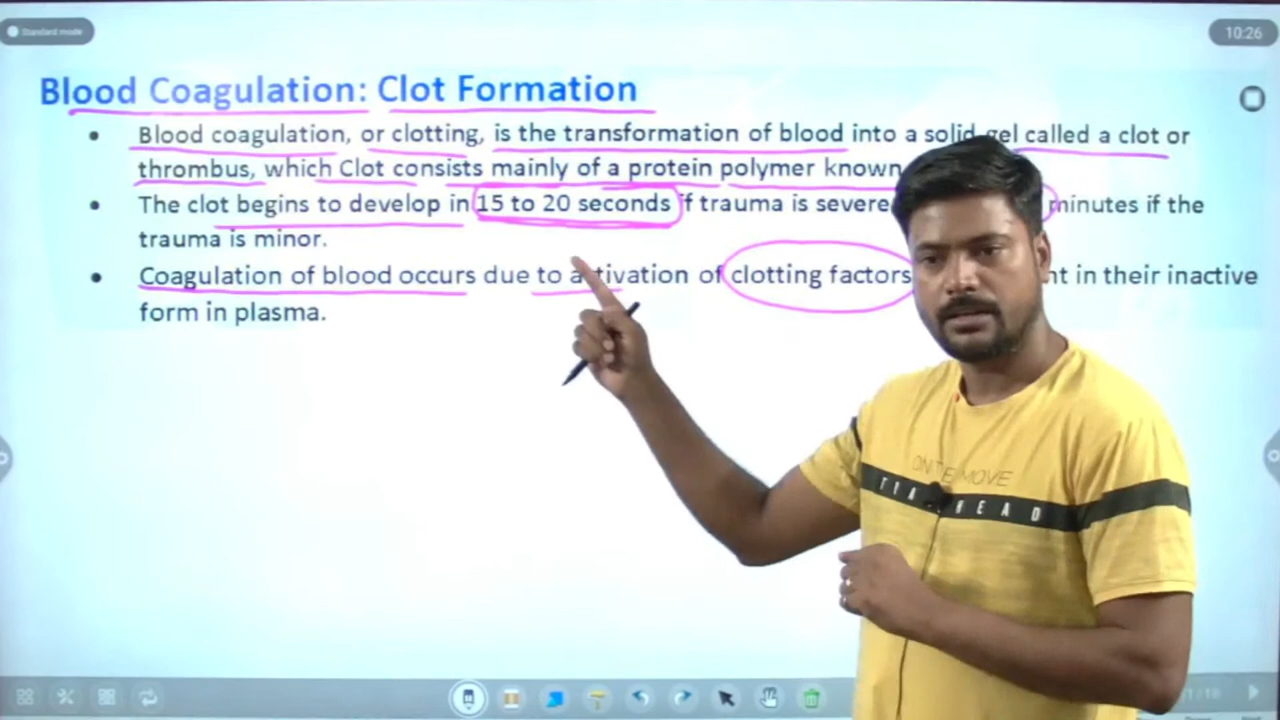 Standard mode
10:26
Blood Coagulation: Clot Formation
• Blood coagulation, or clotting, is the transformation of blood into a solid gel called a clot or
thrombus, which Clot consists mainly of a protein polymer known
• The clot begins to develop in 15 to 20 seconds if trauma is severe minutes if the
trauma is minor.
• Coagulation of blood occurs due to activation of clotting factors in their inactive
form in plasma.
ON THE MOVE